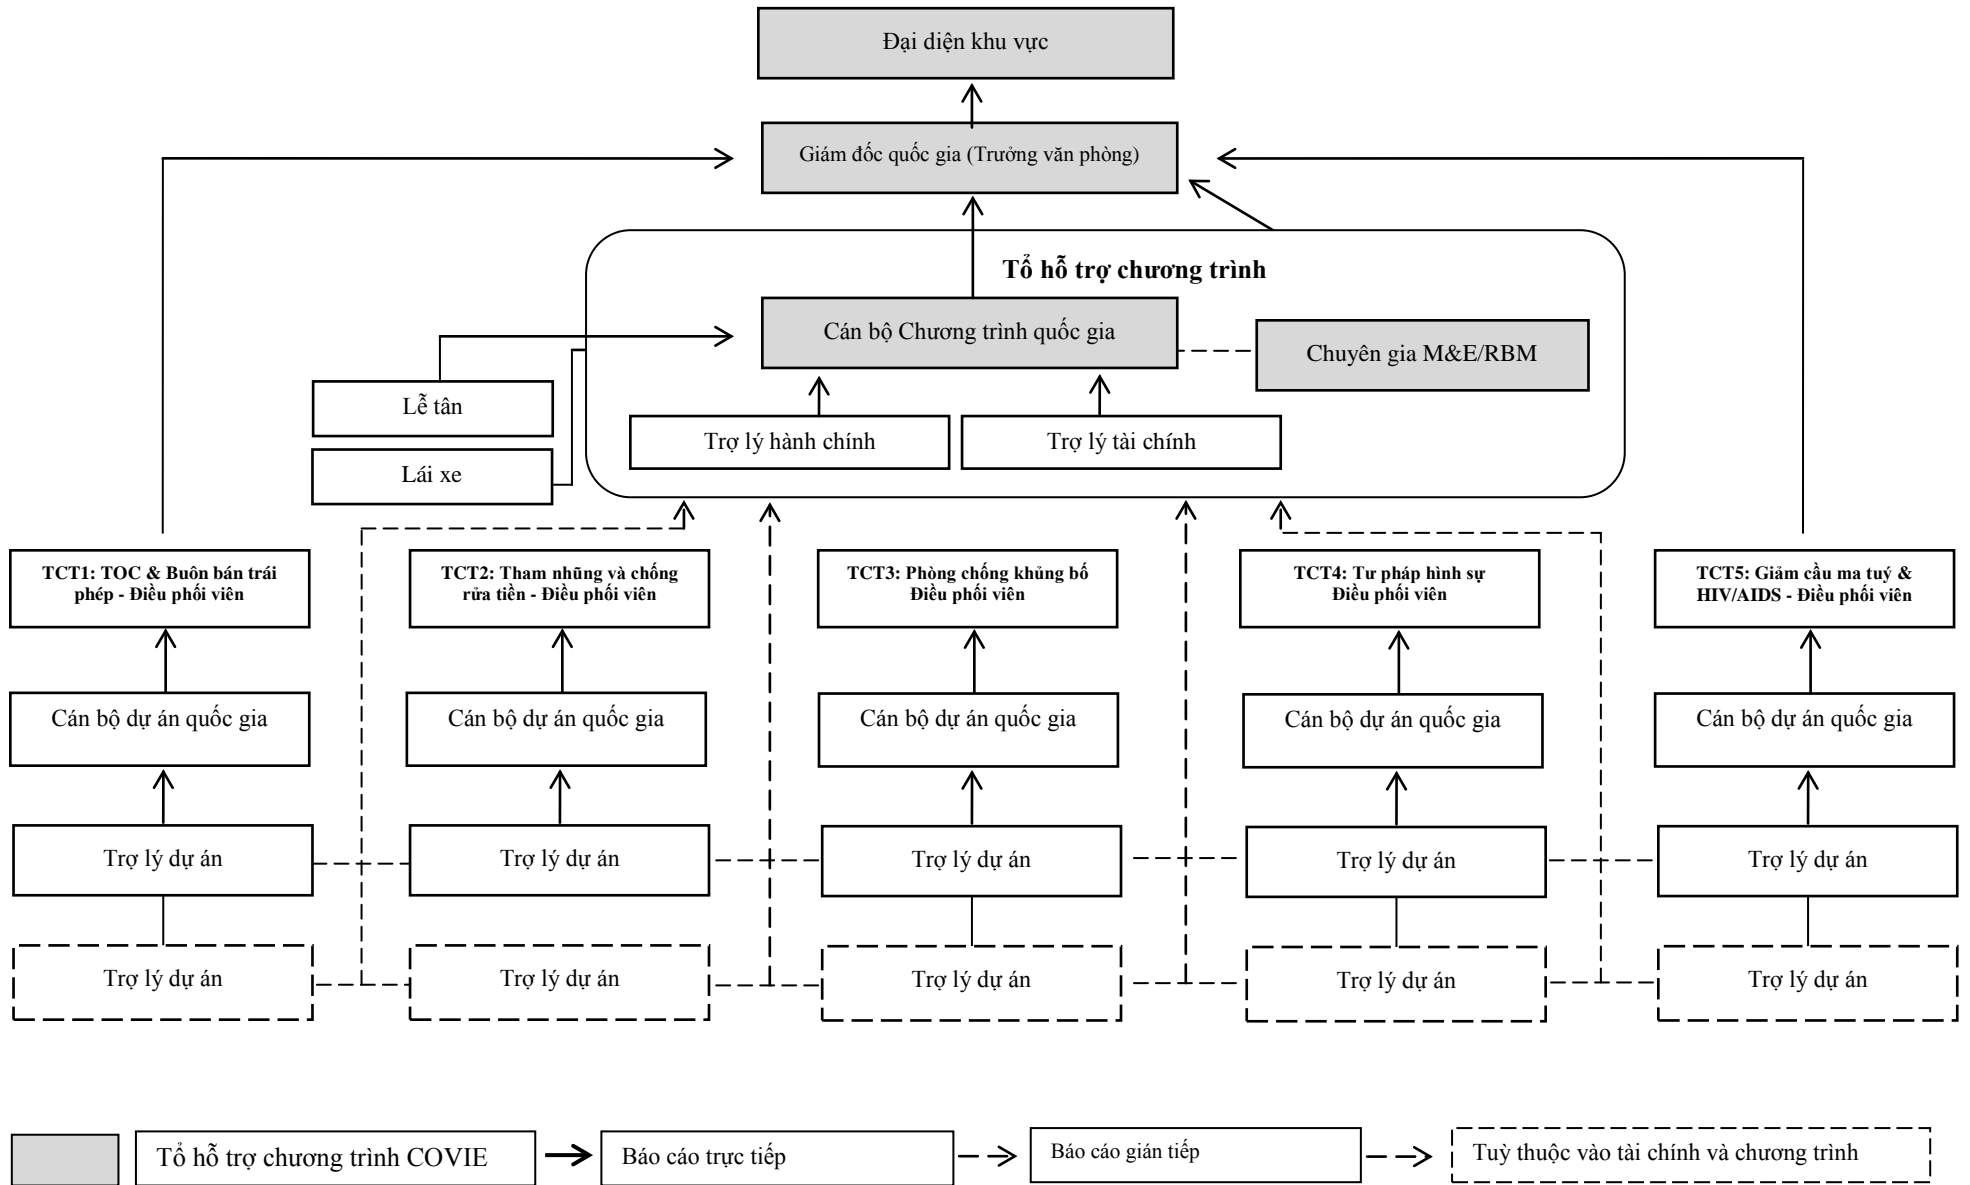 Đại diện khu vực
Giám đốc quốc gia (Trưởng văn phòng)
Tổ hỗ trợ chương trình
Cán bộ Chương trình quốc gia
Chuyên gia M&E/RBM
Lễ tân
Trợ lý hành chính
Trợ lý tài chính
Lái xe
TCT1: TOC & Buôn bán trái
phép - Điều phối viên
TCT2: Tham nhũng và chống
rửa tiền - Điều phối viên
TCT3: Phòng chống khủng bố
Điều phối viên
TCT4: Tư pháp hình sự
Điều phối viên
TCT5: Giảm cầu ma tuý &
HIV/AIDS - Điều phối viên
Cán bộ dự án quốc gia
Cán bộ dự án quốc gia
Cán bộ dự án quốc gia
Cán bộ dự án quốc gia
Cán bộ dự án quốc gia
Trợ lý dự án
Trợ lý dự án
Trợ lý dự án
Trợ lý dự án
Trợ lý dự án
Trợ lý dự án
Trợ lý dự án
Trợ lý dự án
Trợ lý dự án
Trợ lý dự án
Tổ hỗ trợ chương trình COVIE
Báo cáo trực tiếp
Báo cáo gián tiếp
Tuỳ thuộc vào tài chính và chương trình